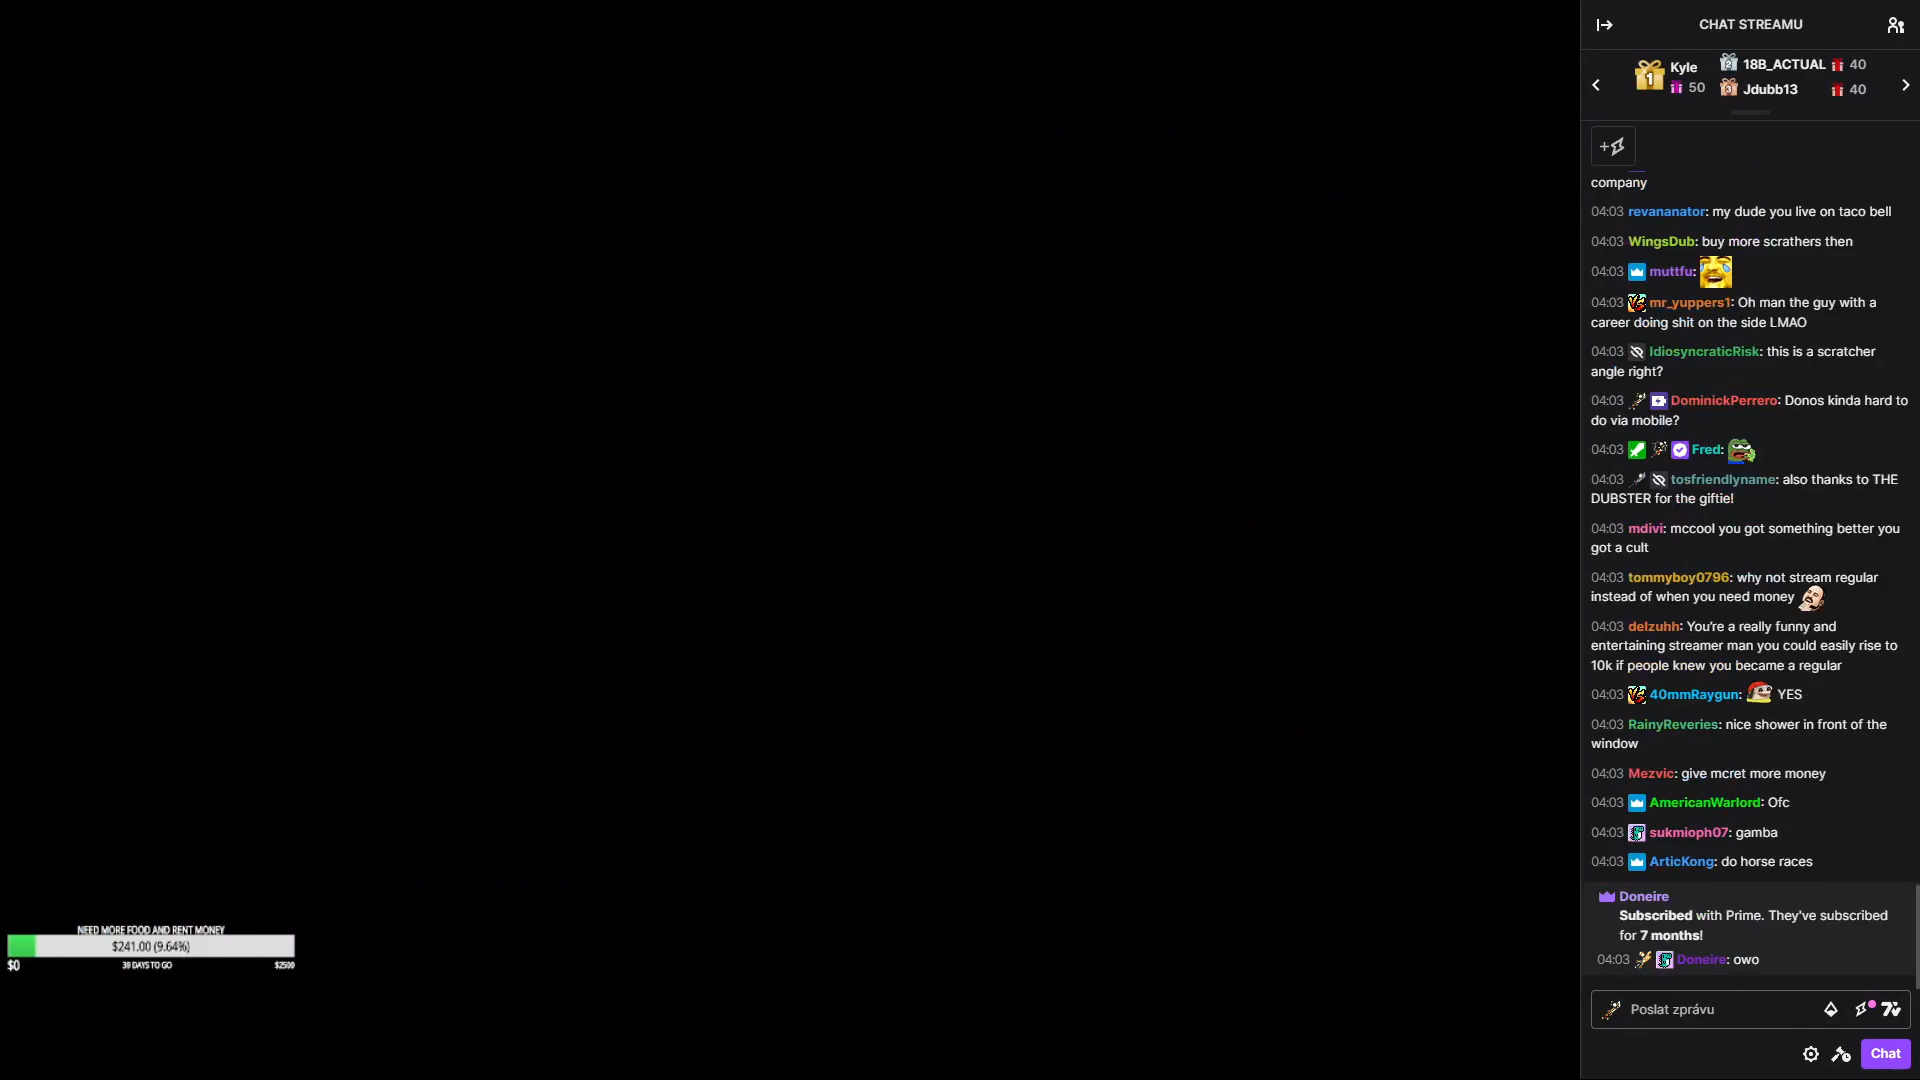 CHAT STREAMU
1 Kyle 50
2 18B_ACTUAL 40
3 Jdubb13 40
company
04:03 revananator: my dude you live on taco bell
04:03 WingsDub: buy more scrathers then
04:03 muttfu:
04:03 mr_yuppers1: Oh man the guy with a
career doing shit on the side LMAO
04:03 IdiosyncraticRisk: this is a scratcher
angle right?
04:03 DominickPerrero: Donos kinda hard to
do via mobile?
04:03 Fred:
04:03 tosfriendlyname: also thanks to THE
DUBSTER for the giftie!
04:03 mdivi: mccool you got something better you
got a cult
04:03 tommyboy0796: why not stream regular
instead of when you need money
04:03 delzuhh: You're a really funny and
entertaining streamer man you could easily rise to
10k if people knew you became a regular
04:03 40mmRaygun: YES
04:03 RainyReveries: nice shower in front of the
window
04:03 Mezvic: give mcret more money
04:03 AmericanWarlord: Ofc
04:03 sukmioph07: gamba
04:03 ArticKong: do horse races
Doneire
Subscribed with Prime. They've subscribed
for 7 months!
04:03 Doneire: owo
Poslat zprávu
Chat
NEED MORE FOOD AND RENT MONEY
$241.00 (9.64%)
$0 39 DAYS TO GO $2500